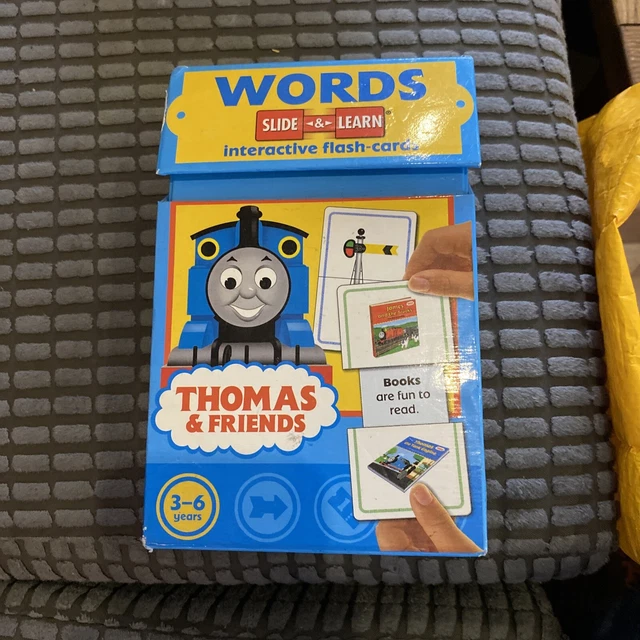 WORDS
SLIDE & LEARN
interactive flash-cards
Books
are fun to
read.
THOMAS
& FRIENDS
3–6
years